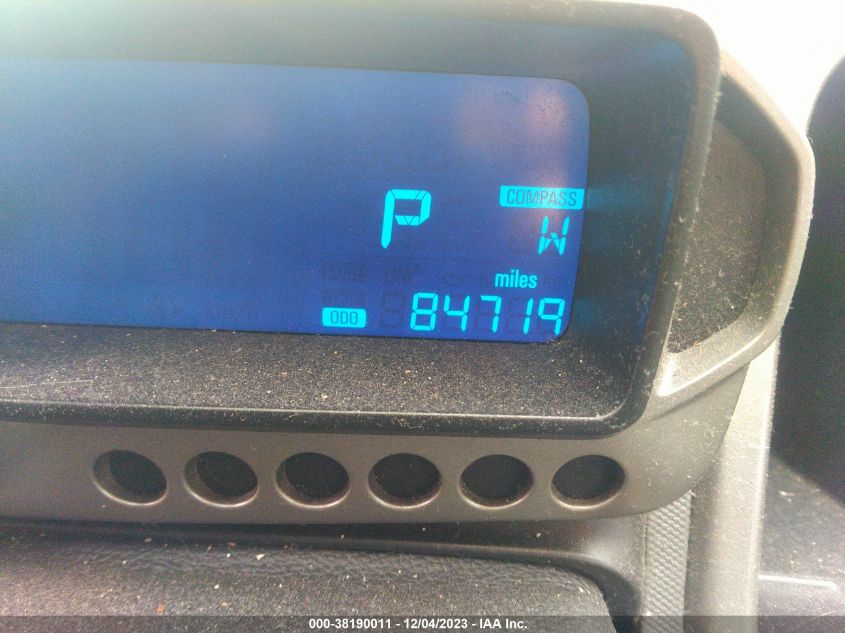 COMPASS
P W
miles
ODO 84719
000-38190011 - 12/04/2023 - IAA Inc.